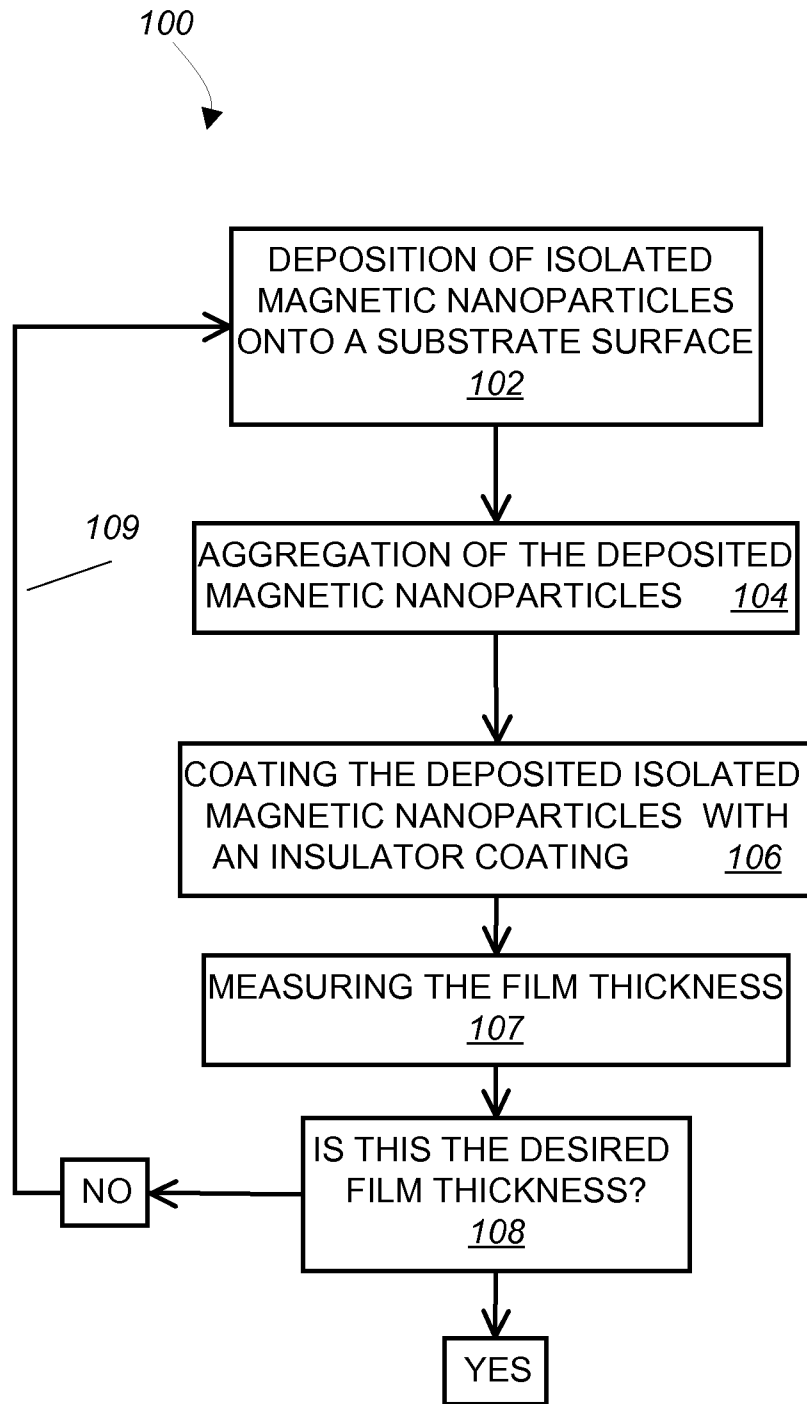 100
DEPOSITION OF ISOLATED
MAGNETIC NANOPARTICLES
ONTO A SUBSTRATE SURFACE
102
109
AGGREGATION OF THE DEPOSITED
MAGNETIC NANOPARTICLES 104
COATING THE DEPOSITED ISOLATED
MAGNETIC NANOPARTICLES WITH
AN INSULATOR COATING 106
MEASURING THE FILM THICKNESS
107
IS THIS THE DESIRED
FILM THICKNESS?
108
NO
YES